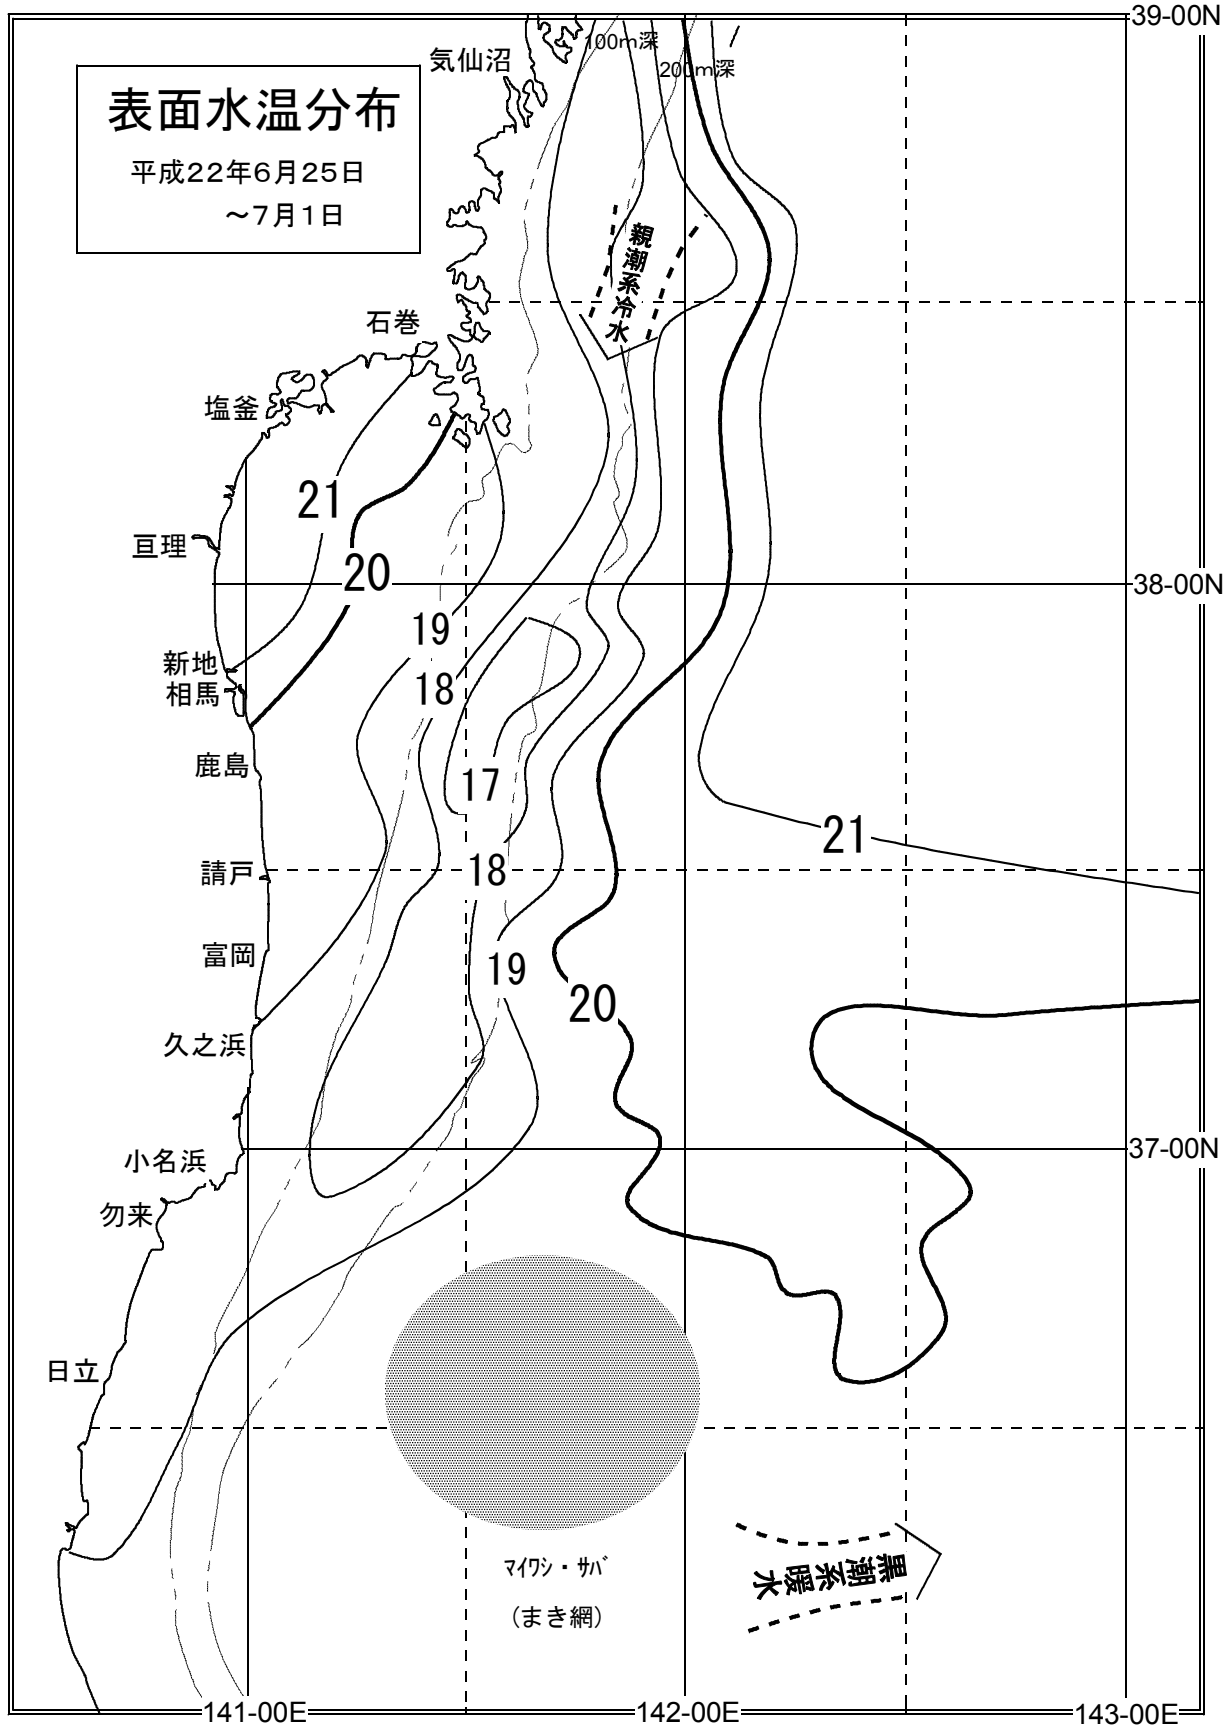 39-00N
気仙沼
100m深
200m深
表面水温分布
平成22年6月25日
～7月1日
親潮系冷水
石巻
塩釜
21
亘理
20
38-00N
19
新地
18
相馬
鹿島
17
21
請戸
18
富岡
19
20
久之浜
37-00N
小名浜
勿来
日立
ﾏｲﾜｼ・ｻﾊﾞ
(まき網)
黒潮系暖水
141-00E
142-00E
143-00E